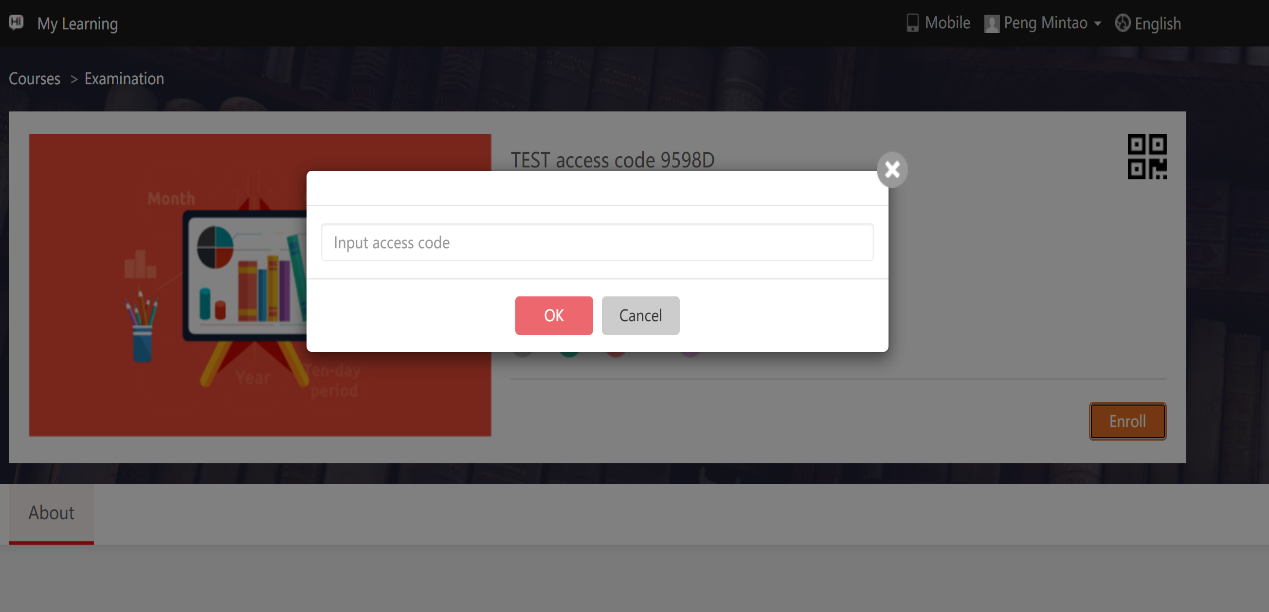 My Learning
Mobile
Peng Mintao
English
Courses > Examination
TEST access code 9598D
Month
Input access code
OK
Cancel
Year
Ten-day
period
Enroll
About